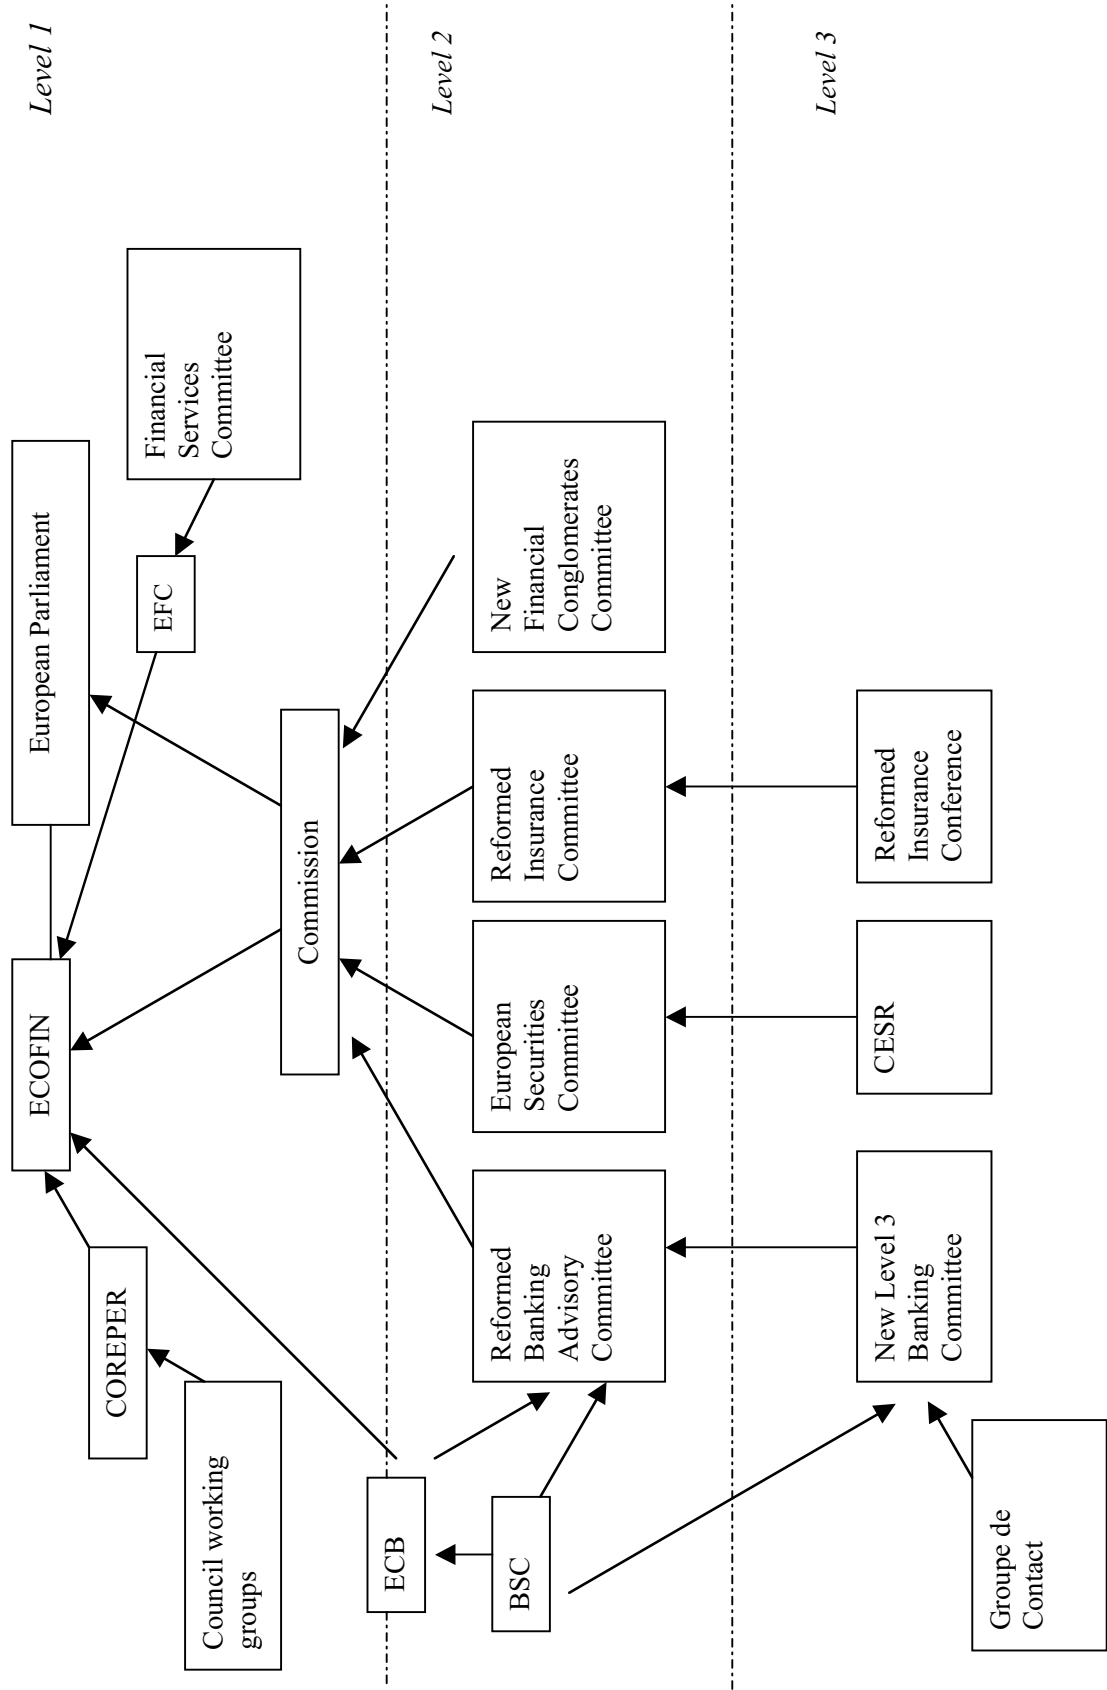 Level 1
ECOFIN
European Parliament
COREPER
EFC
Financial
Services
Committee
Council working
groups
Commission
Level 2
ECB
BSC
Reformed
Banking
Advisory
Committee
European
Securities
Committee
Reformed
Insurance
Committee
New
Financial
Conglomerates
Committee
Level 3
New Level 3
Banking
Committee
CESR
Reformed
Insurance
Conference
Groupe de
Contact